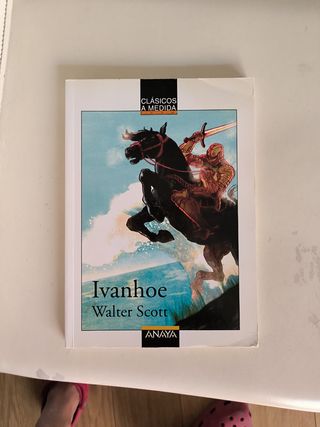 CLÁSICOS
A MEDIDA
Ivanhoe
Walter Scott
ANAYA